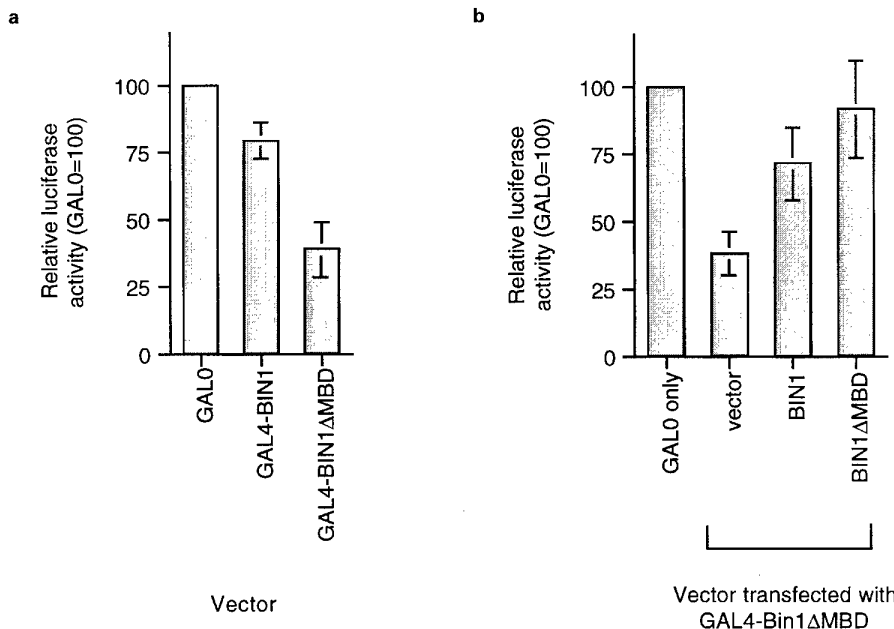 a
Relative luciferase
activity (GAL0=100)
100
75
50
25
0
GAL0
GAL4-BIN1
GAL4-BIN1ΔMBD
Vector
b
Relative luciferase
activity (GAL0=100)
100
75
50
25
0
GAL0 only
vector
BIN1
BIN1ΔMBD
Vector transfected with
GAL4-Bin1ΔMBD